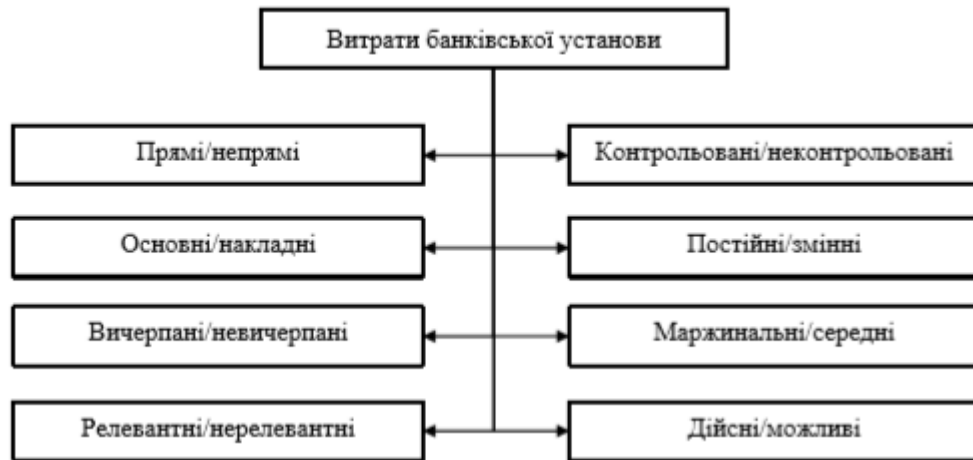 Витрати банківської установи
Прямі/непрямі
Контрольовані/неконтрольовані
Основні/накладні
Постійні/змінні
Вичерпані/невичерпані
Маржинальні/середні
Релевантні/нерелевантні
Дійсні/можливі